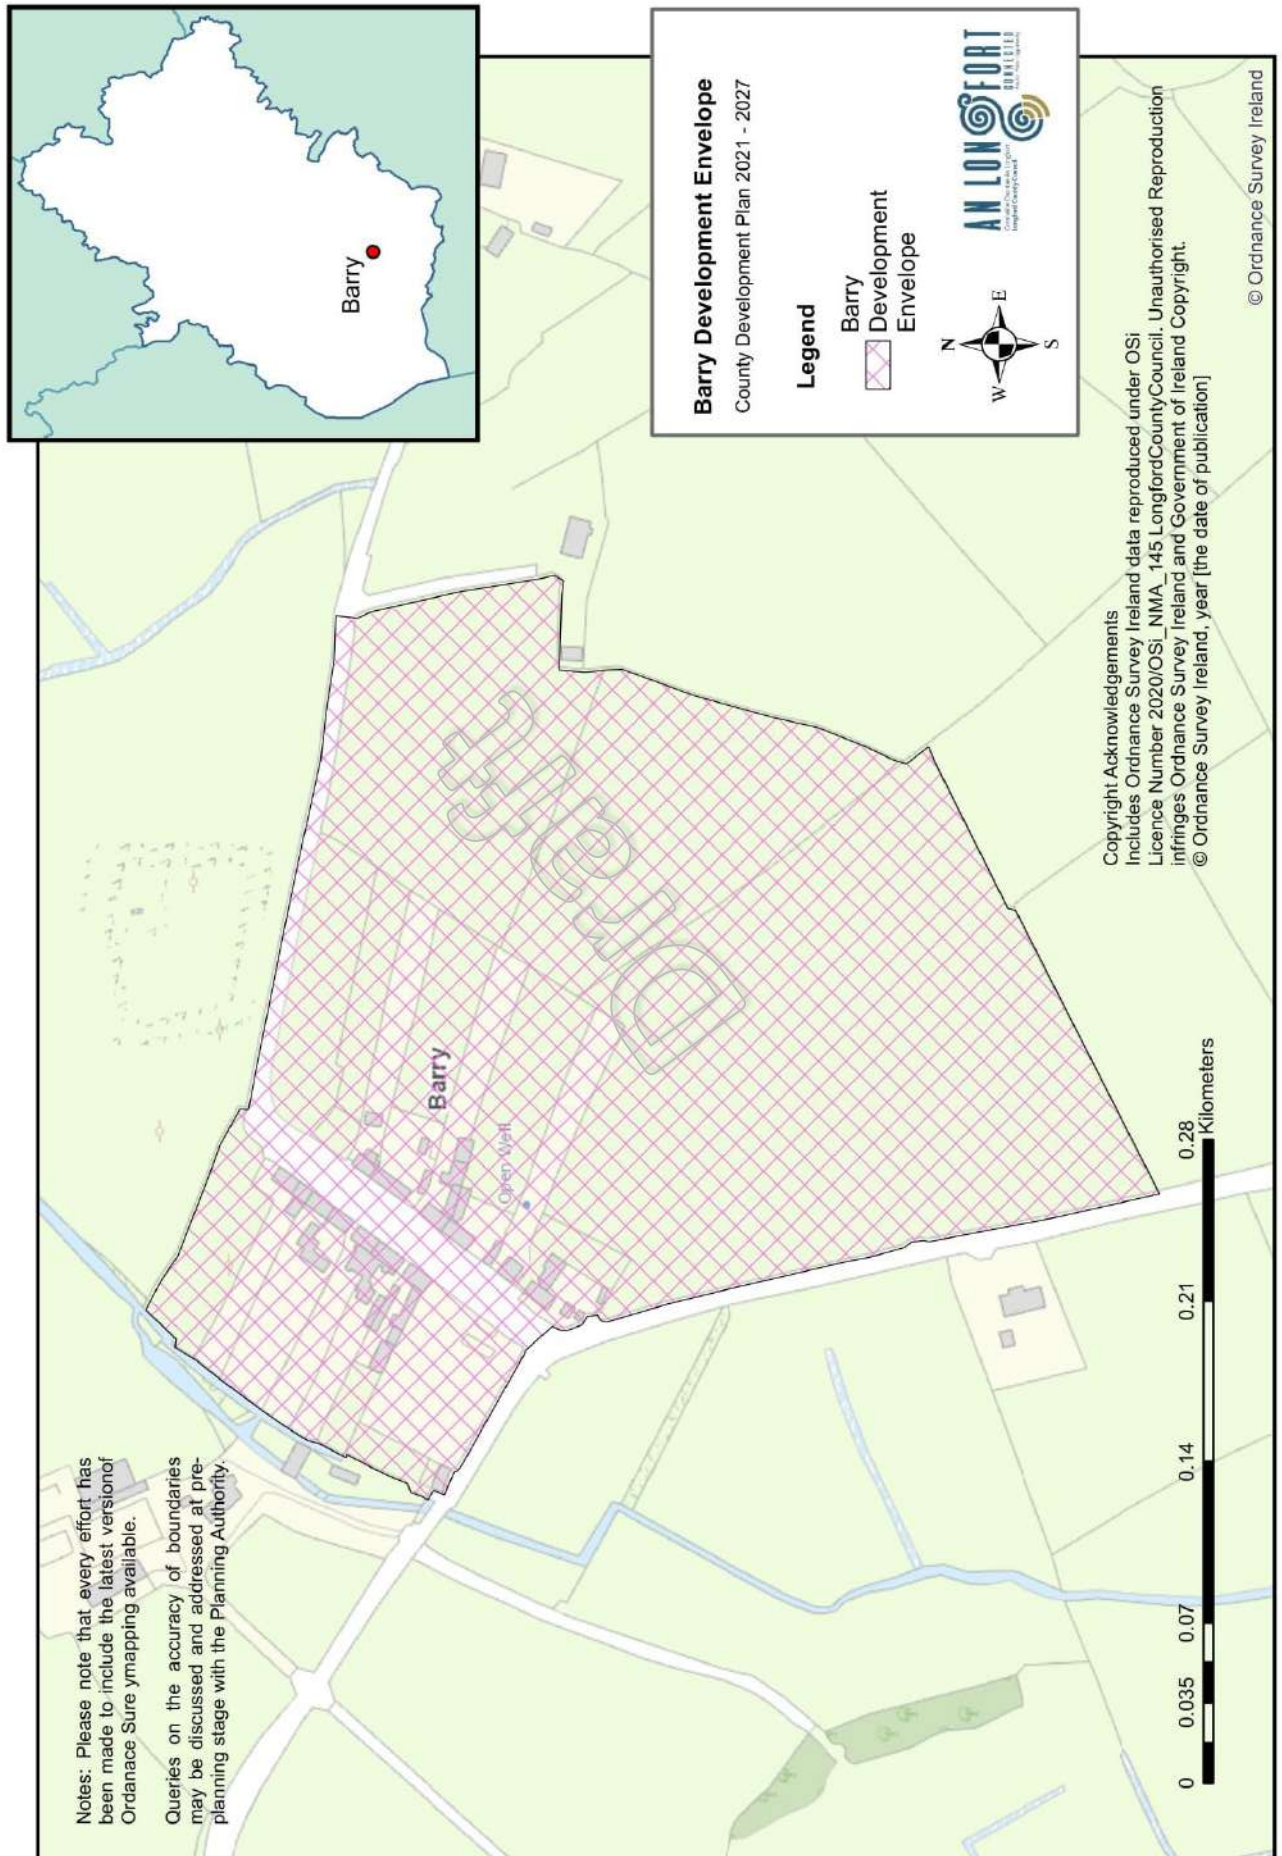 Notes: Please note that every effort has
been made to include the latest versionof
Ordanace Sure ymapping available.
Queries on the accuracy of boundaries
may be discussed and addressed at pre-
planning stage with the Planning Authority.
Barry
Barry Development Envelope
County Development Plan 2021 - 2027
Legend
Barry
Development
Envelope
N
W
E
S
AN LONGFORT
CONNECTED
Longford County Council
Barry
Open Well
Draft
0 0.035 0.07 0.14 0.21 0.28
Kilometers
Copyright Acknowledgements
Includes Ordnance Survey Ireland data reproduced under OSi
Licence Number 2020/OSi_NMA_145 LongfordCountyCouncil. Unauthorised Reproduction
infringes Ordnance Survey Ireland and Government of Ireland Copyright.
© Ordnance Survey Ireland, year [the date of publication]
© Ordnance Survey Ireland